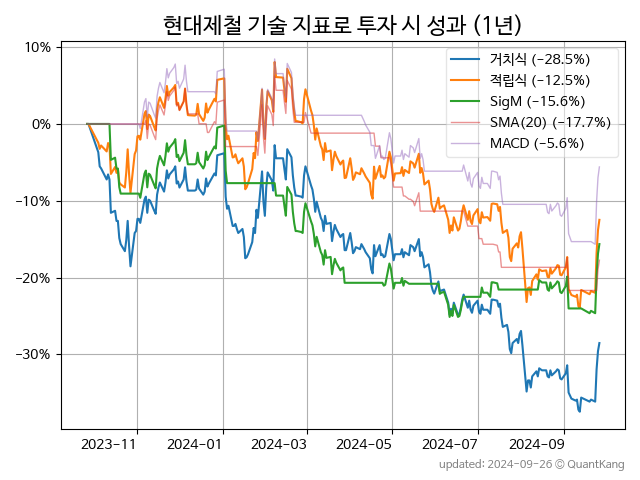 현대제철 기술 지표로 투자 시 성과 (1년)
10%
0%
−10%
−20%
−30%
거치식 (−28.5%)
적립식 (−12.5%)
SigM (−15.6%)
SMA(20) (−17.7%)
MACD (−5.6%)
2023-11
2024-01
2024-03
2024-05
2024-07
2024-09
updated: 2024-09-26 © QuantKang